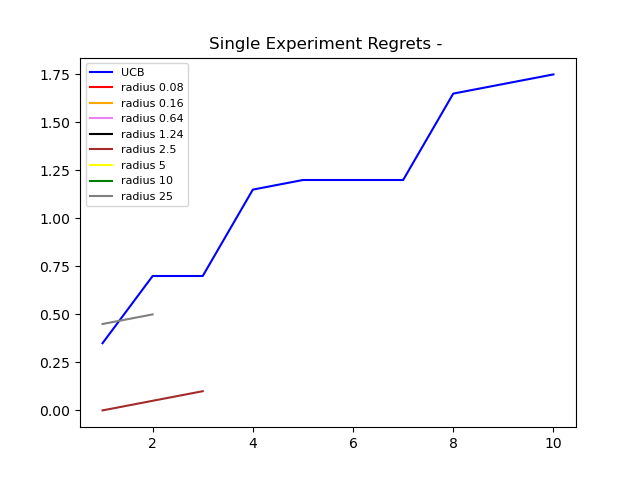 Single Experiment Regrets -
1.75
1.50
1.25
1.00
0.75
0.50
0.25
0.00
UCB
radius 0.08
radius 0.16
radius 0.64
radius 1.24
radius 2.5
radius 5
radius 10
radius 25
2 4 6 8 10